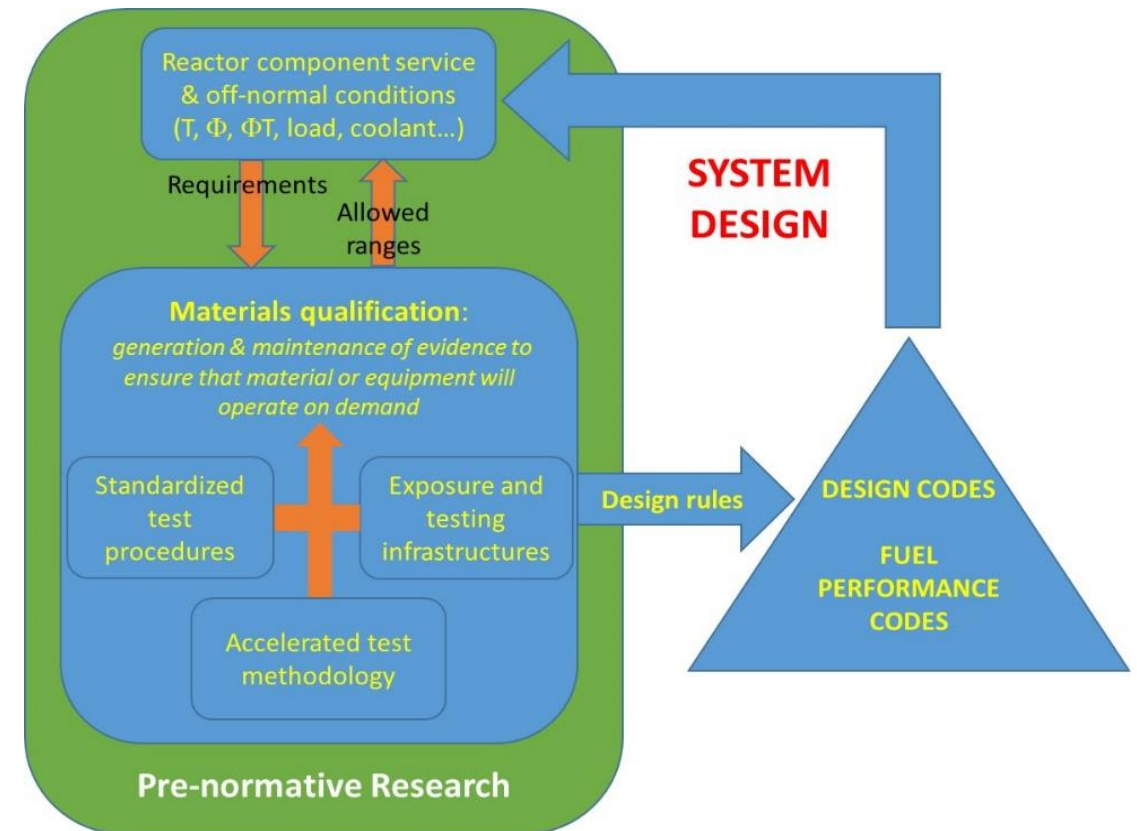 Reactor component service
& off-normal conditions
(T, Φ, ΦT, load, coolant…)
Requirements
Allowed
ranges
Materials qualification:
generation & maintenance of evidence to
ensure that material or equipment will
operate on demand
Standardized
test
procedures
Exposure and
testing
infrastructures
Accelerated test
methodology
Pre-normative Research
Design rules
SYSTEM
DESIGN
DESIGN CODES
FUEL
PERFORMANCE
CODES